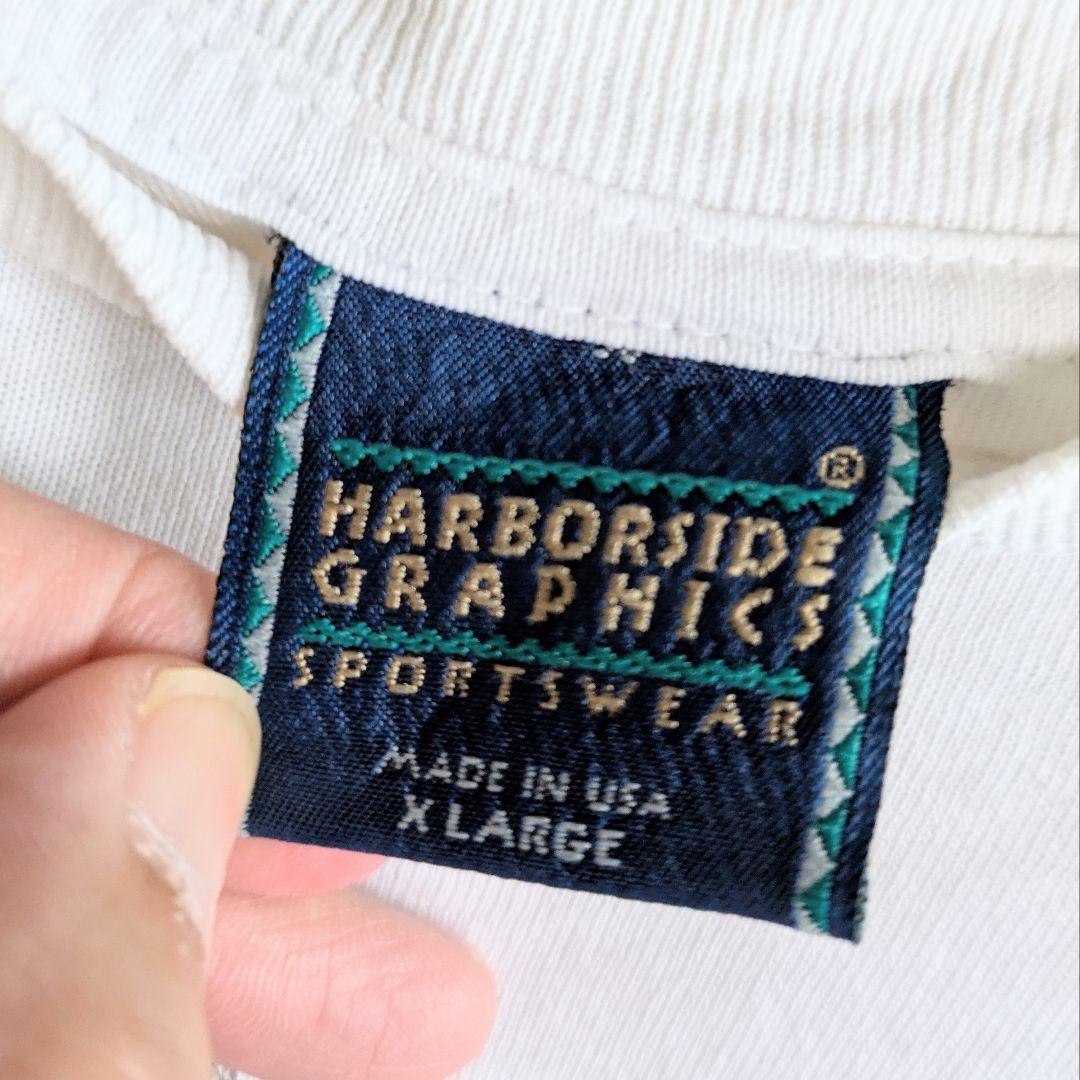 ®
HARBORSIDE
GRAPHICS
SPORTSWEAR
MADE IN USA
X LARGE